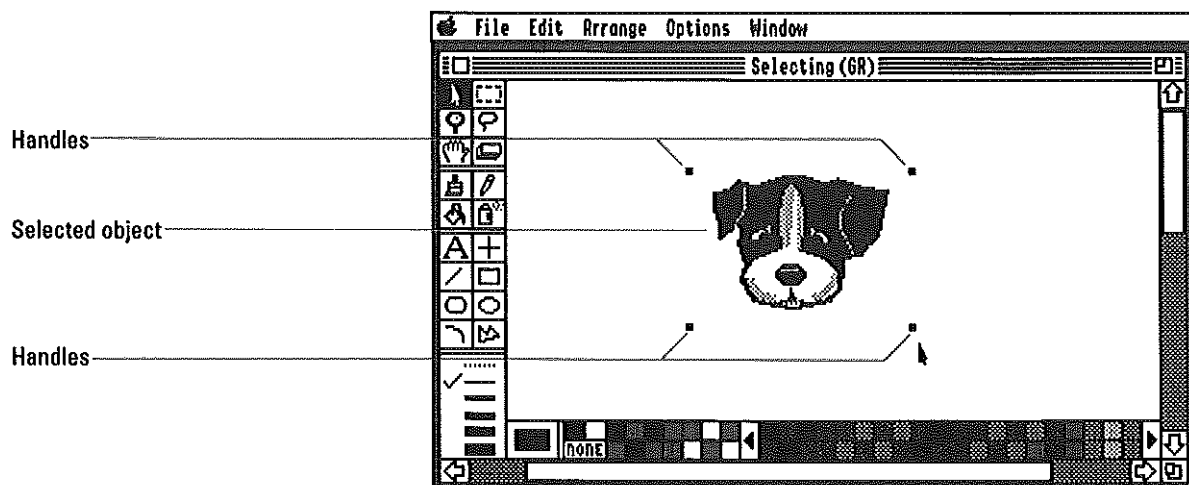 File Edit Arrange Options Window
Selecting (GR)
Handles
Selected object
A
Handles
none